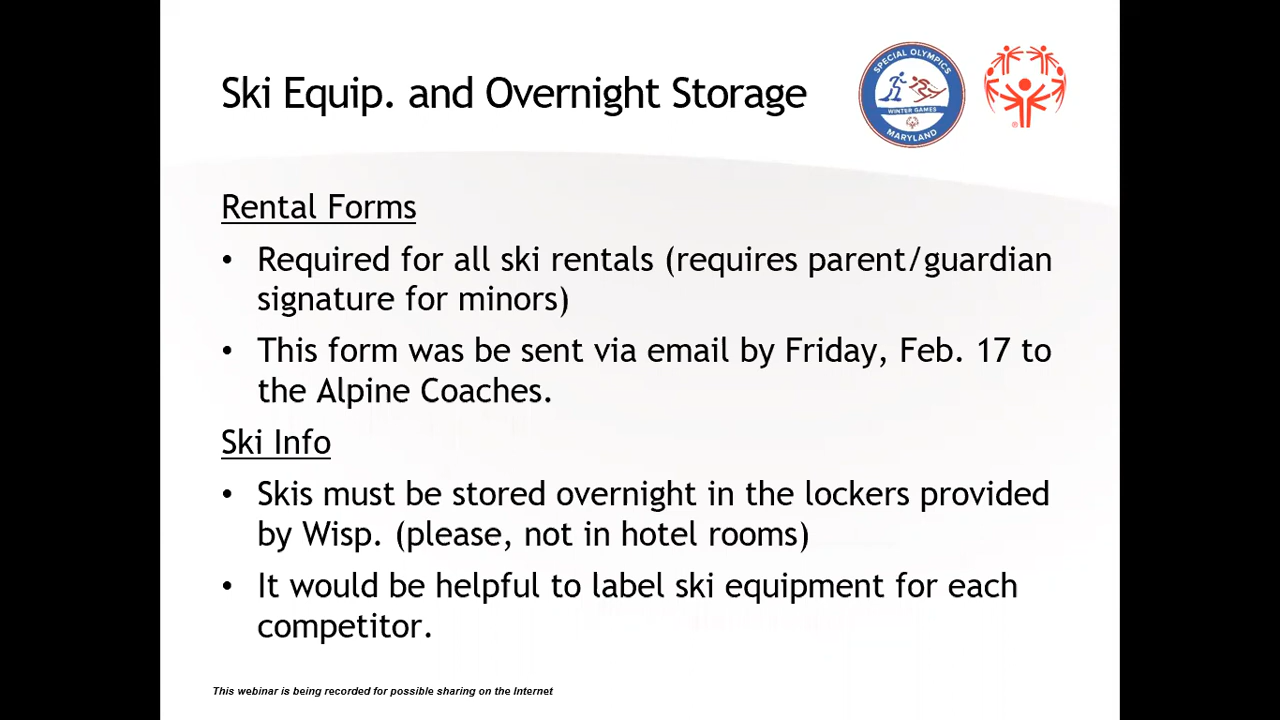 Ski Equip. and Overnight Storage
SPECIAL OLYMPICS
WINTER GAMES
MARYLAND
®
Rental Forms
• Required for all ski rentals (requires parent/guardian
signature for minors)
• This form was be sent via email by Friday, Feb. 17 to
the Alpine Coaches.
Ski Info
• Skis must be stored overnight in the lockers provided
by Wisp. (please, not in hotel rooms)
• It would be helpful to label ski equipment for each
competitor.
This webinar is being recorded for possible sharing on the Internet